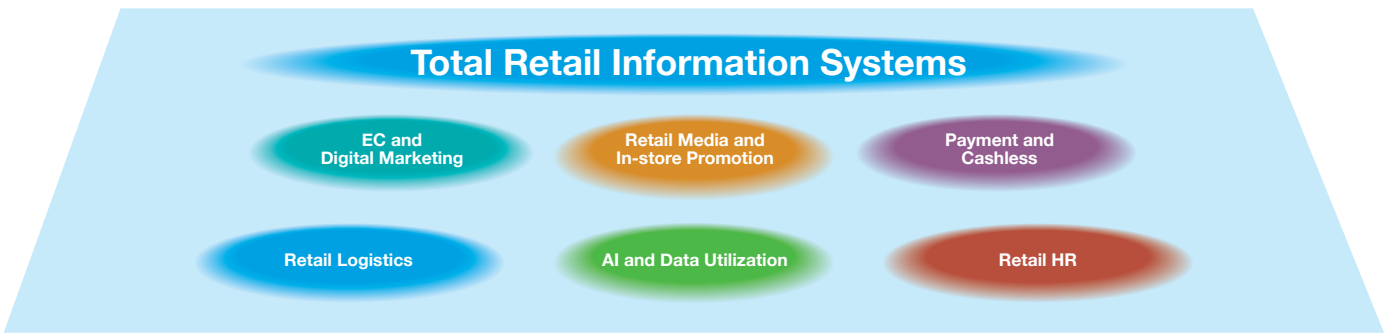 Total Retail Information Systems
EC and
Digital Marketing
Retail Media and
In-store Promotion
Payment and
Cashless
Retail Logistics
AI and Data Utilization
Retail HR